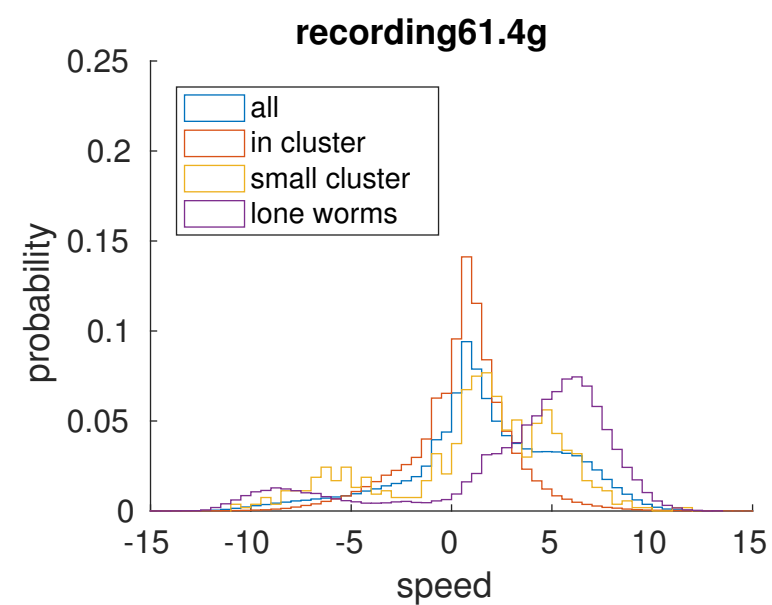 recording61.4g
0.25
0.2
0.15
0.1
0.05
0
probability
all
in cluster
small cluster
lone worms
-15 -10 -5 0 5 10 15
speed